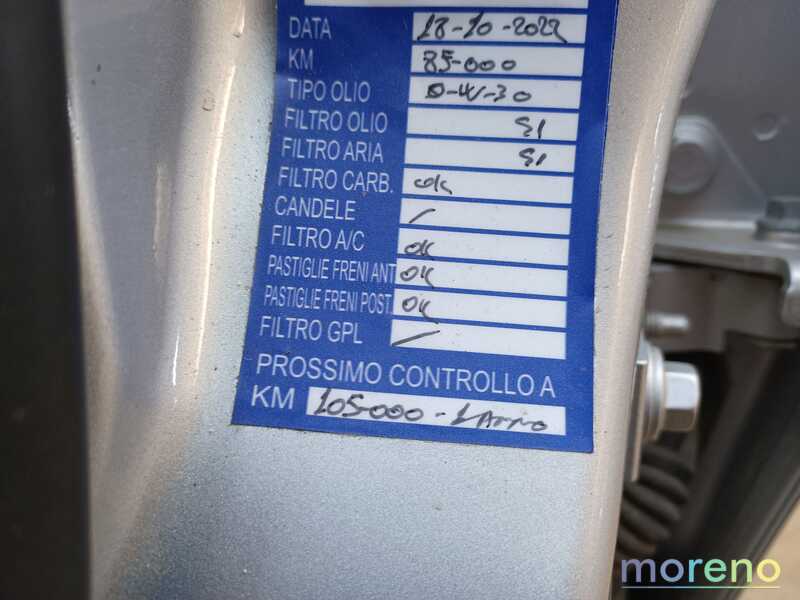 DATA 18-10-2022
KM 85-000
TIPO OLIO 0-W-30
FILTRO OLIO SI
FILTRO ARIA SI
FILTRO CARB. ok
CANDELE /
FILTRO A/C OK
PASTIGLIE FRENI ANT OK
PASTIGLIE FRENI POST. OK
FILTRO GPL /
PROSSIMO CONTROLLO A
KM 105-000-1 ANNO
moreno